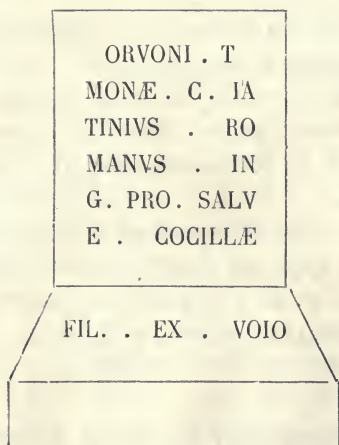 ORVONI . T
MONÆ . C . IA
TINIVS . RO
MANVS . IN
G. PRO . SALV
E . COCILLÆ
FIL. . EX . VOIO